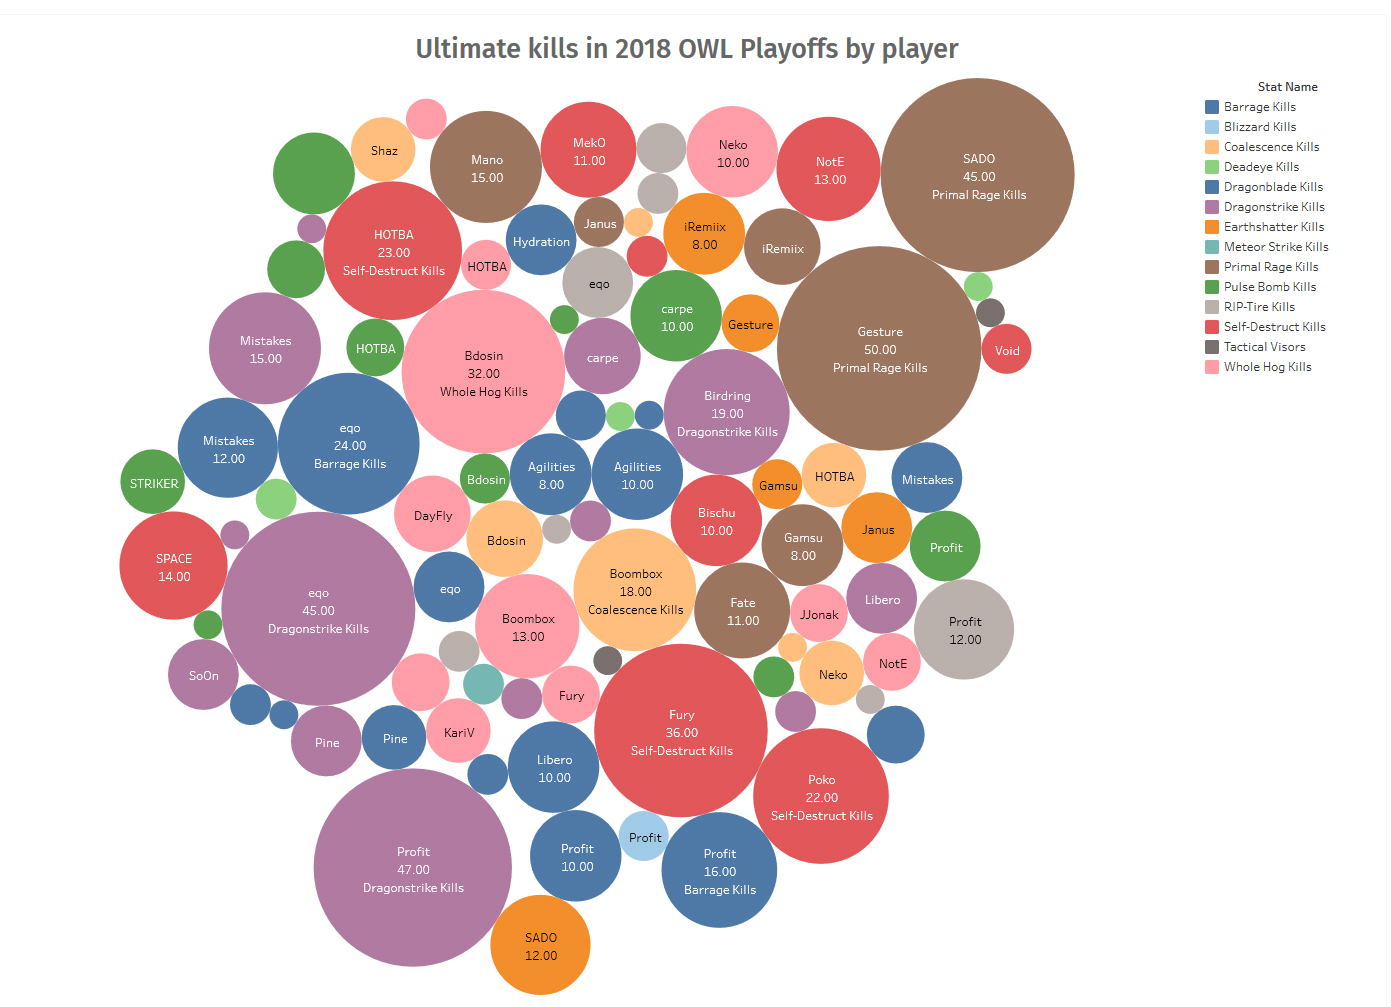 Ultimate kills in 2018 OWL Playoffs by player
Stat Name
Barrage Kills
Blizzard Kills
Coalescence Kills
Deadeye Kills
Dragonblade Kills
Dragonstrike Kills
Earthshatter Kills
Meteor Strike Kills
Primal Rage Kills
Pulse Bomb Kills
RIP-Tire Kills
Self-Destruct Kills
Tactical Visors
Whole Hog Kills
Shaz
Mano
15.00
MekO
11.00
Neko
10.00
NotE
13.00
SADO
45.00
Primal Rage Kills
HOTBA
23.00
Self-Destruct Kills
Hydration
Janus
iRemiix
8.00
iRemiix
HOTBA
eqo
carpe
10.00
Gesture
Gesture
50.00
Primal Rage Kills
Void
Mistakes
15.00
HOTBA
Bdosin
32.00
Whole Hog Kills
carpe
Birdring
19.00
Dragonstrike Kills
Mistakes
12.00
eqo
24.00
Barrage Kills
STRIKER
Bdosin
Agilities
8.00
Agilities
10.00
Gamsu
HOTBA
Mistakes
DayFly
Bdosin
Bischu
10.00
Gamsu
8.00
Janus
Profit
SPACE
14.00
eqo
45.00
Dragonstrike Kills
eqo
Boombox
18.00
Coalescence Kills
Fate
11.00
Libero
JJonak
Profit
12.00
Boombox
13.00
SoOn
Fury
Neko
NotE
Pine
Pine
KariV
Fury
36.00
Self-Destruct Kills
Libero
10.00
Poko
22.00
Self-Destruct Kills
Profit
47.00
Dragonstrike Kills
Profit
10.00
Profit
Profit
16.00
Barrage Kills
SADO
12.00